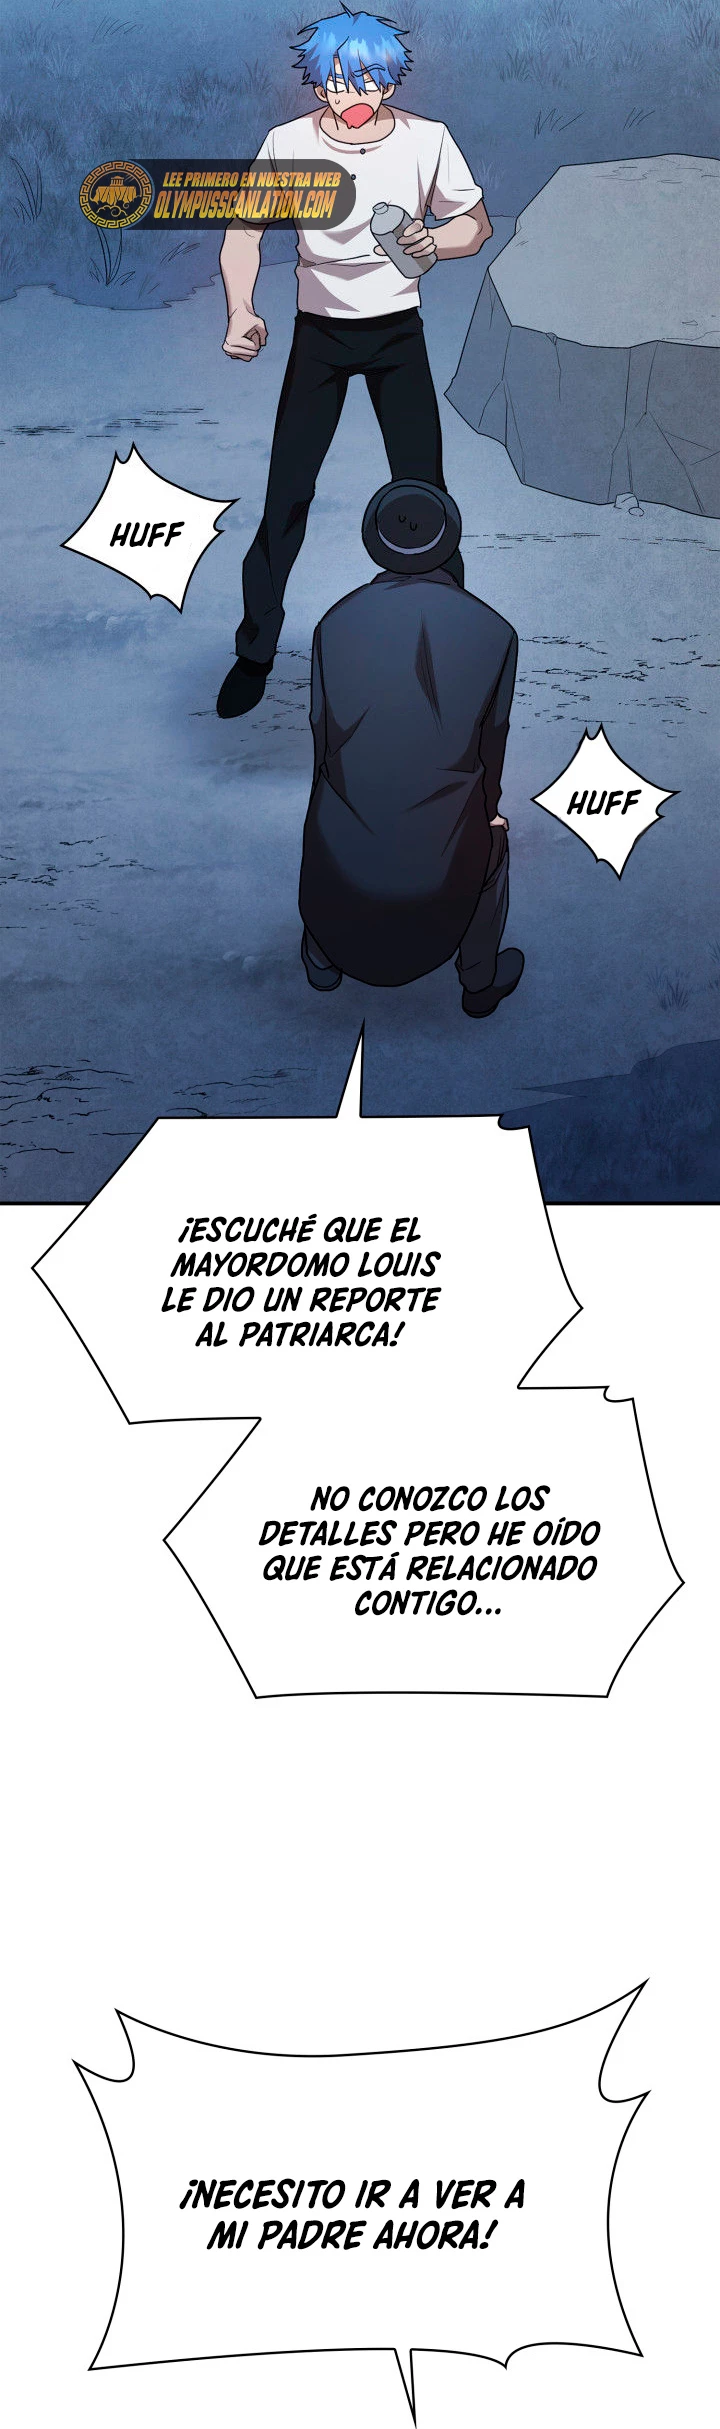 LEE PRIMERO EN NUESTRA WEB
OLYMPUSSCANLATION.COM
HUFF
HUFF
¡ESCUCHÉ QUE EL
MAYORDOMO LOUIS
LE DIO UN REPORTE
AL PATRIARCA!
NO CONOZCO LOS
DETALLES PERO HE OÍDO
QUE ESTÁ RELACIONADO
CONTIGO...
¡NECESITO IR A VER A
MI PADRE AHORA!